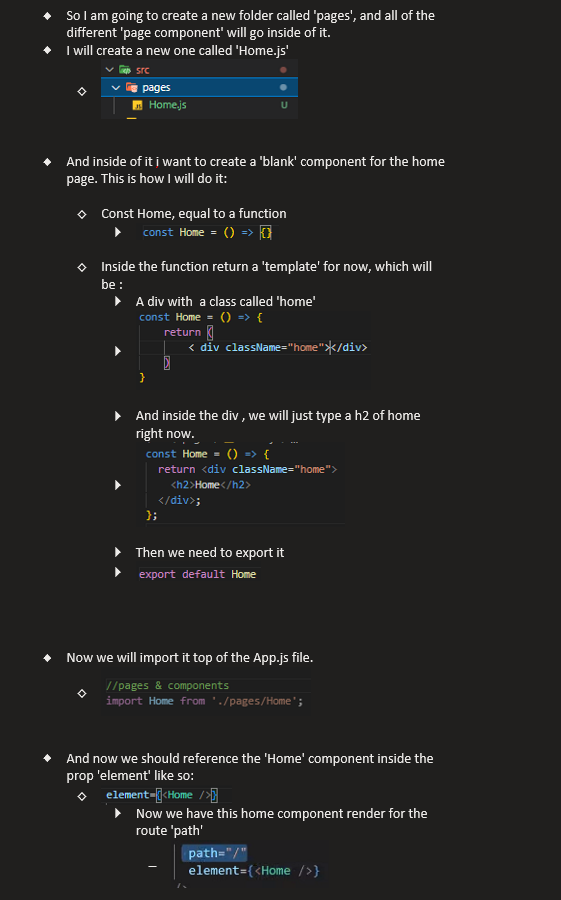 So I am going to create a new folder called 'pages', and all of the
different 'page component' will go inside of it.
I will create a new one called 'Home.js'
src
pages
JS Home.js U
And inside of it i want to create a 'blank' component for the home
page. This is how I will do it:
Const Home, equal to a function
const Home = () => {}
Inside the function return a 'template' for now, which will
be :
A div with a class called 'home'
const Home = () => {
return (
< div className="home"></div>
)
}
And inside the div , we will just type a h2 of home
right now.
const Home = () => {
return <div className="home">
<h2>Home</h2>
</div>;
};
Then we need to export it
export default Home
Now we will import it top of the App.js file.
//pages & components
import Home from './pages/Home';
And now we should reference the 'Home' component inside the
prop 'element' like so:
element={<Home />}
Now we have this home component render for the
route 'path'
path="/"
element={<Home />}